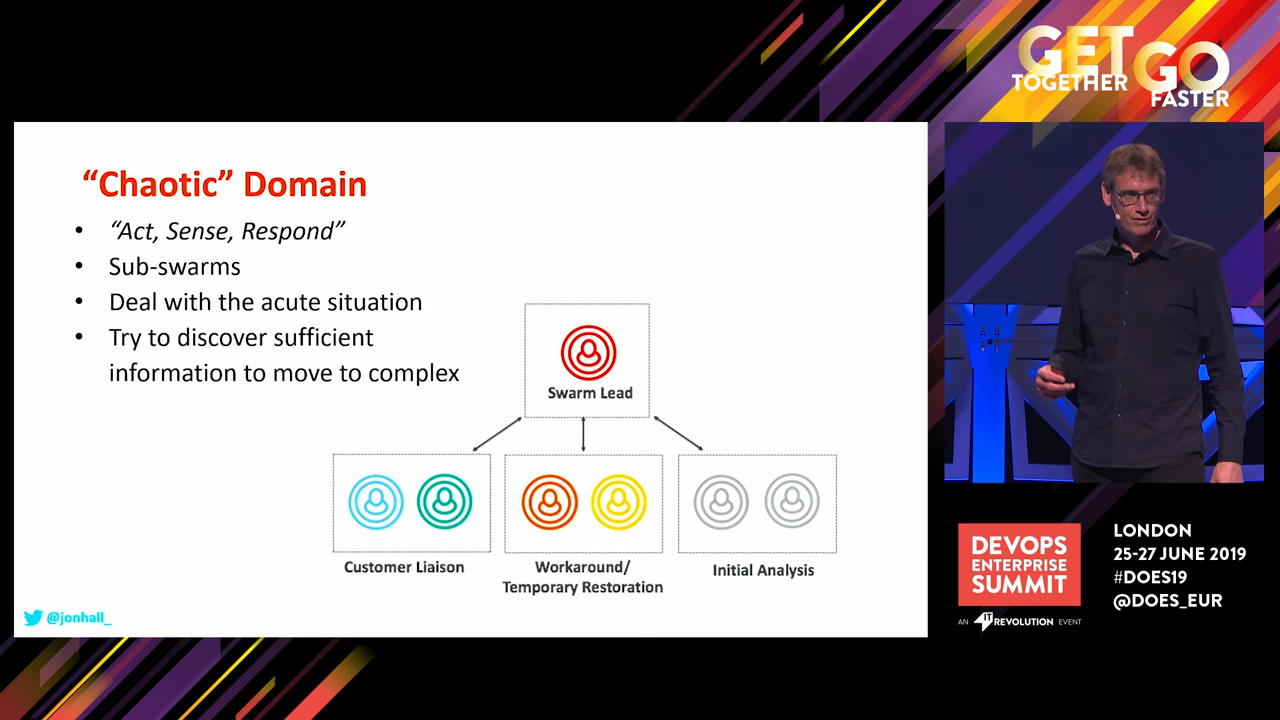 GET
TOGETHER
GO
FASTER
“Chaotic” Domain
• “Act, Sense, Respond”
• Sub-swarms
• Deal with the acute situation
• Try to discover sufficient
information to move to complex
Swarm Lead
Customer Liaison
Workaround/
Temporary Restoration
Initial Analysis
@jonhall_
DEVOPS
ENTERPRISE
SUMMIT
AN IT REVOLUTION EVENT
LONDON
25-27 JUNE 2019
#DOES19
@DOES_EUR